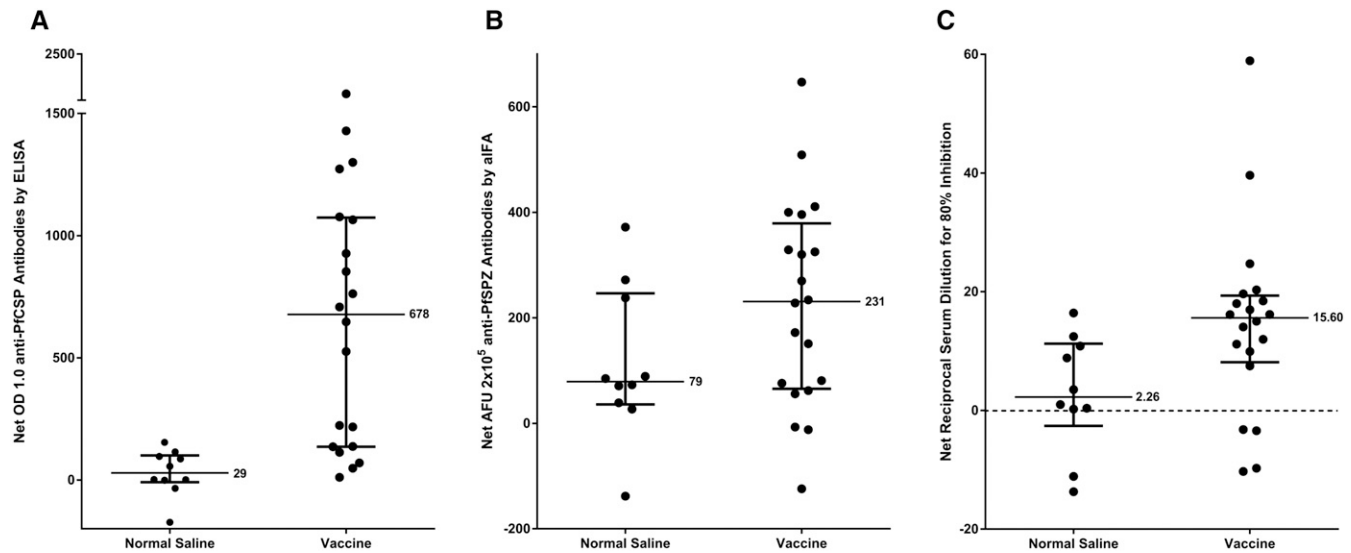 A
Net OD 1.0 anti-PfCSP Antibodies by ELISA
2500
1500
1000
500
0
678
29
Normal Saline
Vaccine
B
Net AFU 2x10⁵ anti-PfSPZ Antibodies by aIFA
600
400
200
0
-200
231
79
Normal Saline
Vaccine
C
Net Reciprocal Serum Dilution for 80% Inhibition
60
40
20
0
-20
15.60
2.26
Normal Saline
Vaccine